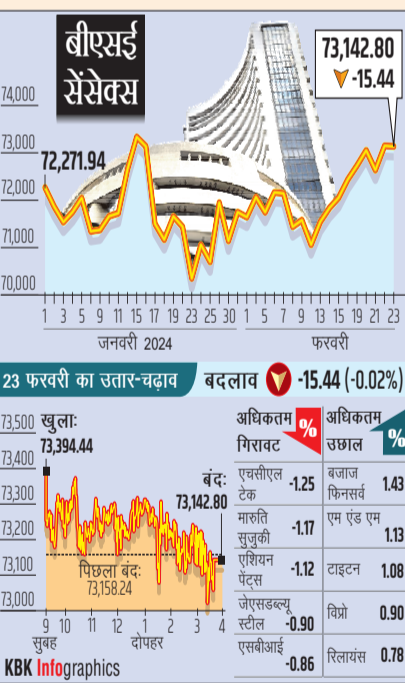 बीएसई
सेंसेक्स
73,142.80
-15.44
74,000
73,000
72,000
71,000
70,000
72,271.94
1 3 5 9 11 15 17 19 23 25 30 1 5 7 9 13 15 19 21 23
जनवरी 2024 फरवरी
23 फरवरी का उतार-चढ़ाव
बदलाव -15.44 (-0.02%)
73,500
73,400
73,300
73,200
73,100
73,000
खुलाः
73,394.44
बंदः
73,142.80
पिछला बंदः
73,158.24
9 10 11 12 1 2 3 4
सुबह दोपहर
अधिकतम
गिरावट %
एचसीएल
टेक -1.25
मारुति
सुजुकी -1.17
एशियन
पेंट्स -1.12
जेएसडब्ल्यू
स्टील -0.90
एसबीआई
-0.86
अधिकतम
उछाल %
बजाज
फिनसर्व 1.43
एम एंड एम
1.13
टाइटन 1.08
विप्रो 0.90
रिलायंस 0.78
KBK Infographics